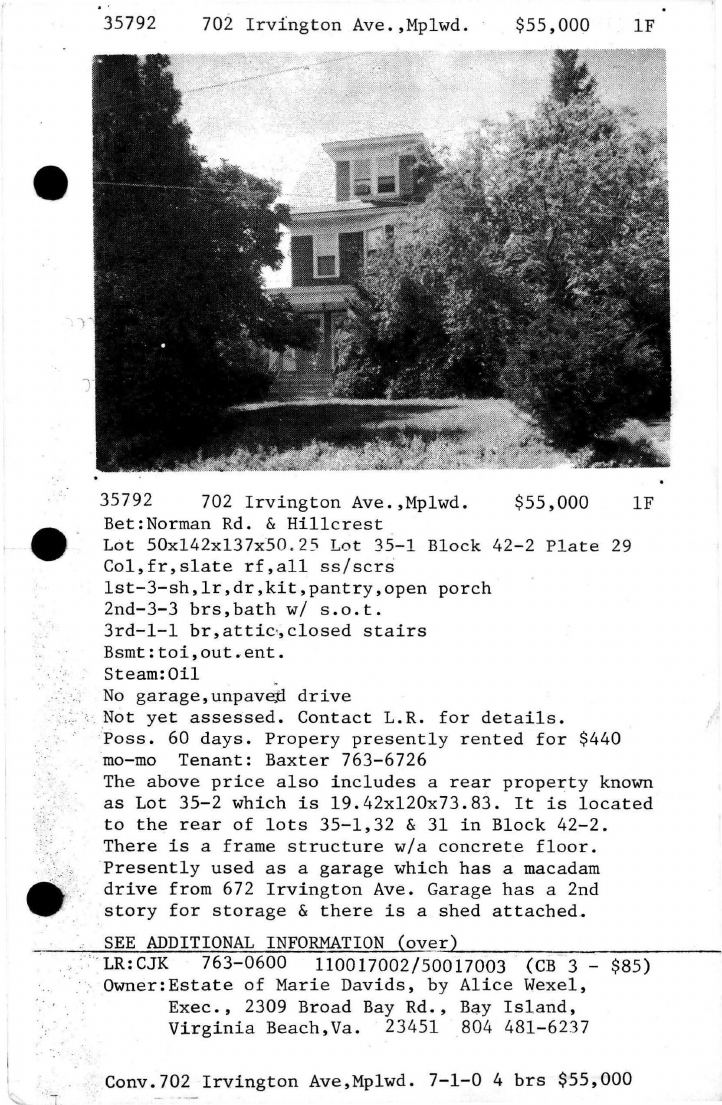 35792 702 Irvington Ave.,Mplwd. $55,000 1F
35792 702 Irvington Ave.,Mplwd. $55,000 1F
Bet:Norman Rd. & Hillcrest
Lot 50x142x137x50.25 Lot 35-1 Block 42-2 Plate 29
Col,fr,slate rf,all ss/scrs
1st-3-sh,lr,dr,kit,pantry,open porch
2nd-3-3 brs,bath w/ s.o.t.
3rd-1-1 br,attic,closed stairs
Bsmt:toi,out.ent.
Steam:Oil
No garage,unpaved drive
Not yet assessed. Contact L.R. for details.
Poss. 60 days. Propery presently rented for $440
mo-mo Tenant: Baxter 763-6726
The above price also includes a rear property known
as Lot 35-2 which is 19.42x120x73.83. It is located
to the rear of lots 35-1,32 & 31 in Block 42-2.
There is a frame structure w/a concrete floor.
Presently used as a garage which has a macadam
drive from 672 Irvington Ave. Garage has a 2nd
story for storage & there is a shed attached.
SEE ADDITIONAL INFORMATION (over)
LR:CJK 763-0600 110017002/50017003 (CB 3 - $85)
Owner:Estate of Marie Davids, by Alice Wexel,
Exec., 2309 Broad Bay Rd., Bay Island,
Virginia Beach,Va. 23451 804 481-6237
Conv.702 Irvington Ave,Mplwd. 7-1-0 4 brs $55,000